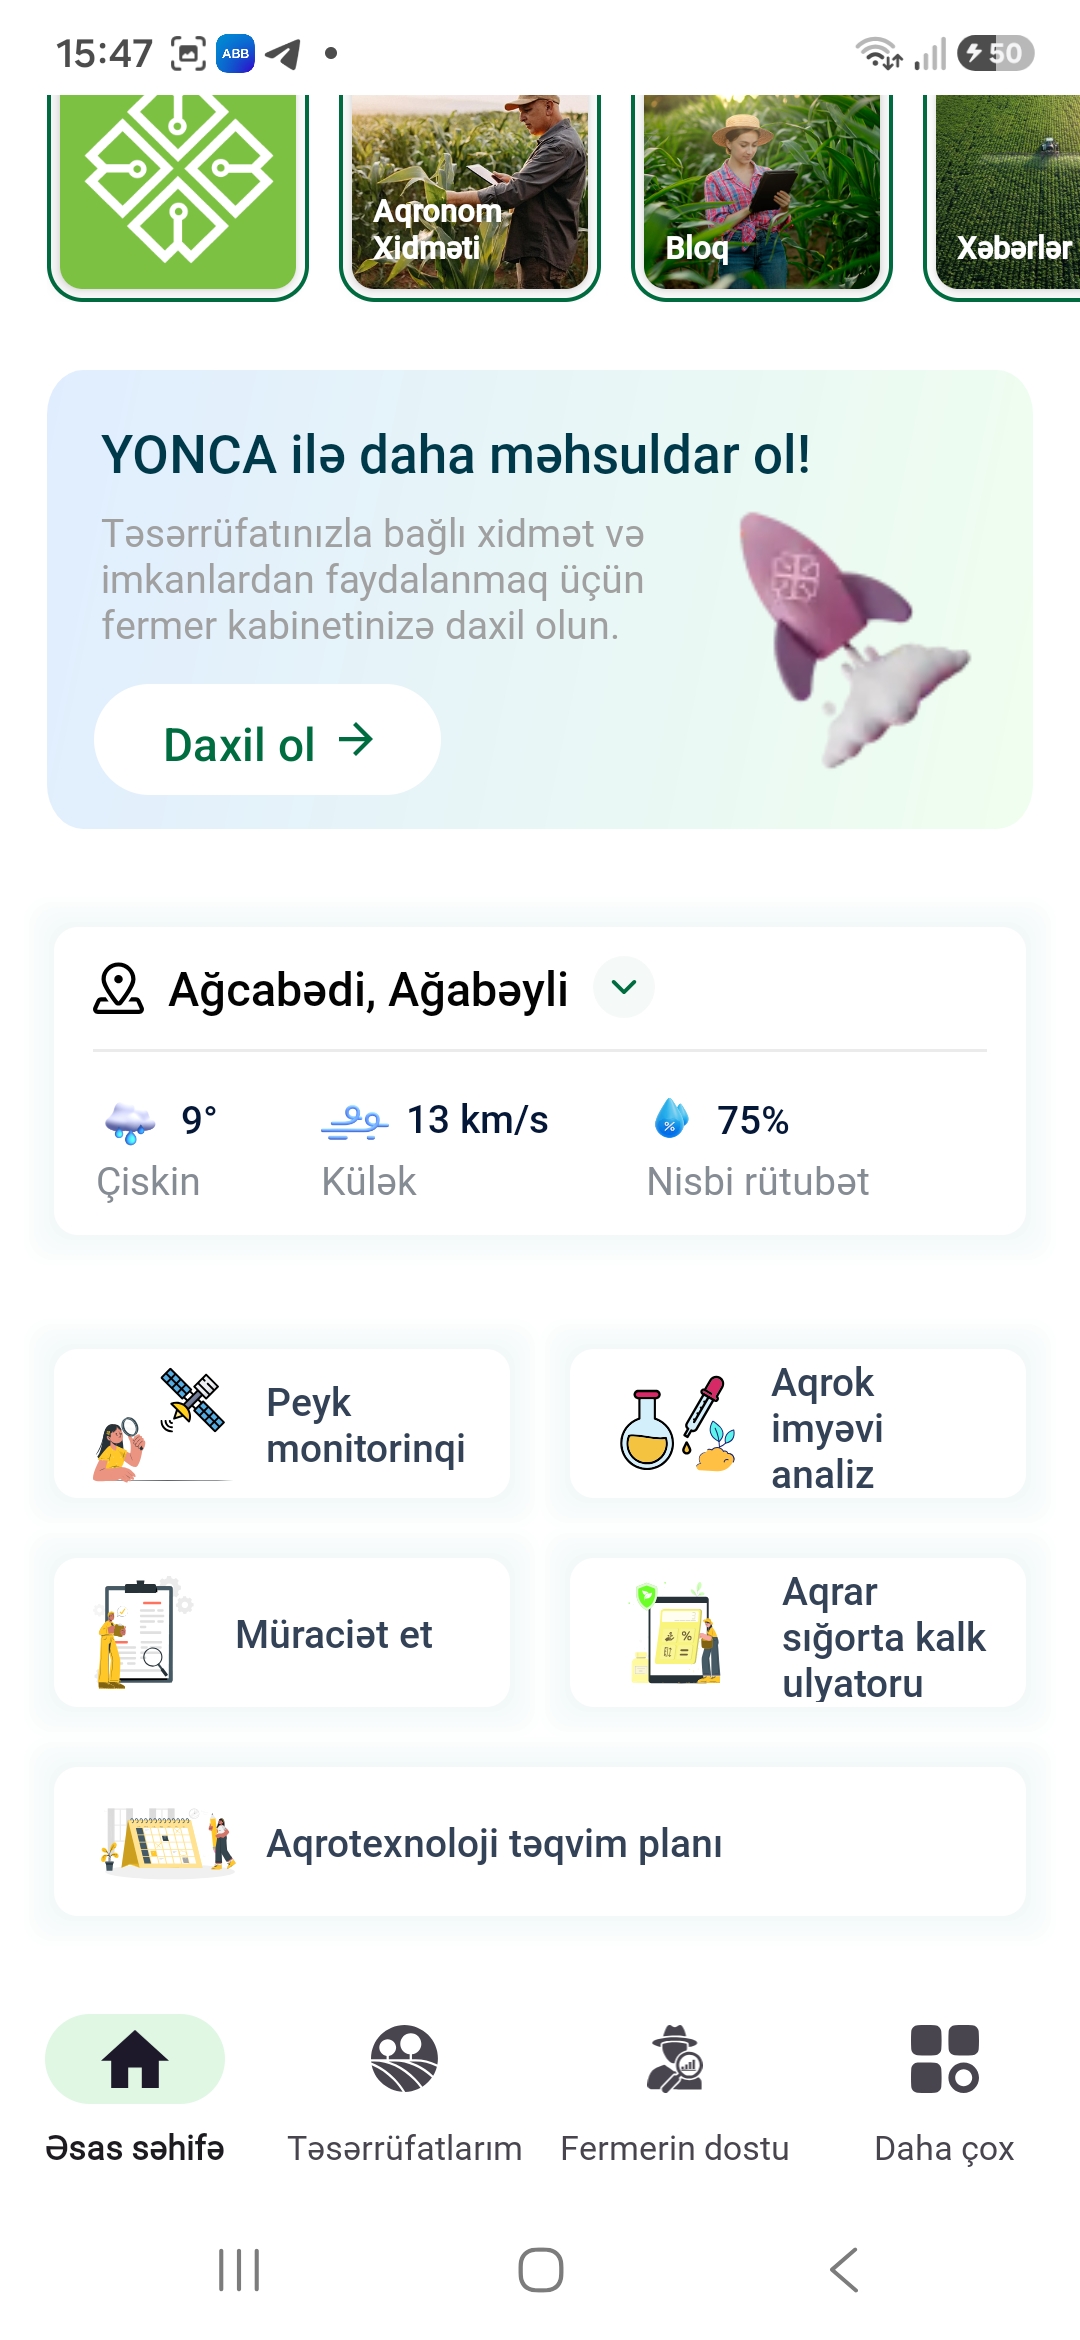 15:47
ABB
50
Aqronom
Xidməti
Bloq
Xəbərlər
YONCA ilə daha məhsuldar ol!
Təsərrüfatınızla bağlı xidmət və
imkanlardan faydalanmaq üçün
fermer kabinetinizə daxil olun.
Daxil ol →
Ağcabədi, Ağabəyli
9°
13 km/s
75%
Çiskin
Külək
Nisbi rütubət
Peyk
monitorinqi
Aqrok
imyəvi
analiz
Müraciət et
Aqrar
sığorta kalk
ulyatoru
Aqrotexnoloji təqvim planı
Əsas səhifə
Təsərrüfatlarım
Fermerin dostu
Daha çox